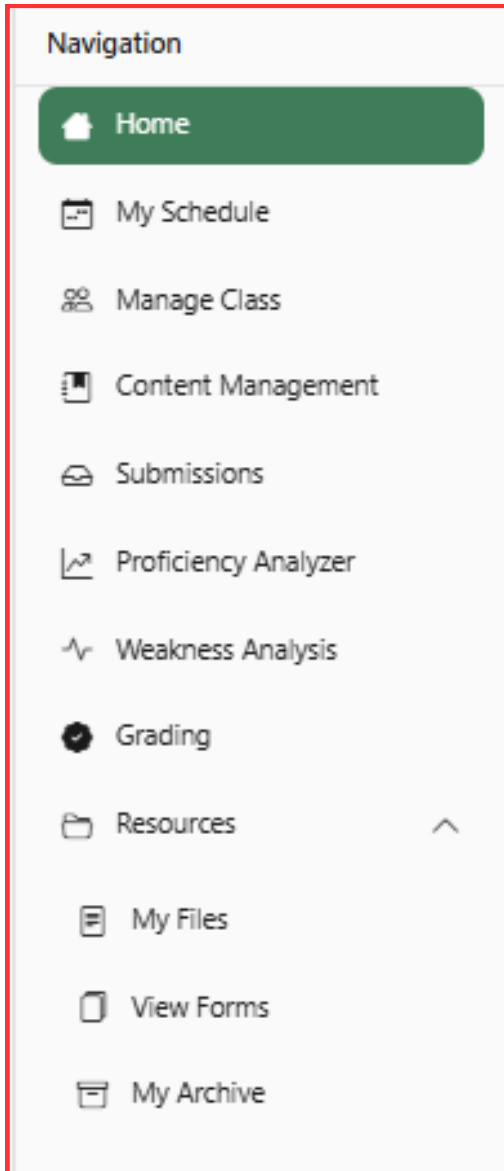 Navigation
Home
My Schedule
Manage Class
Content Management
Submissions
Proficiency Analyzer
Weakness Analysis
Grading
Resources
My Files
View Forms
My Archive